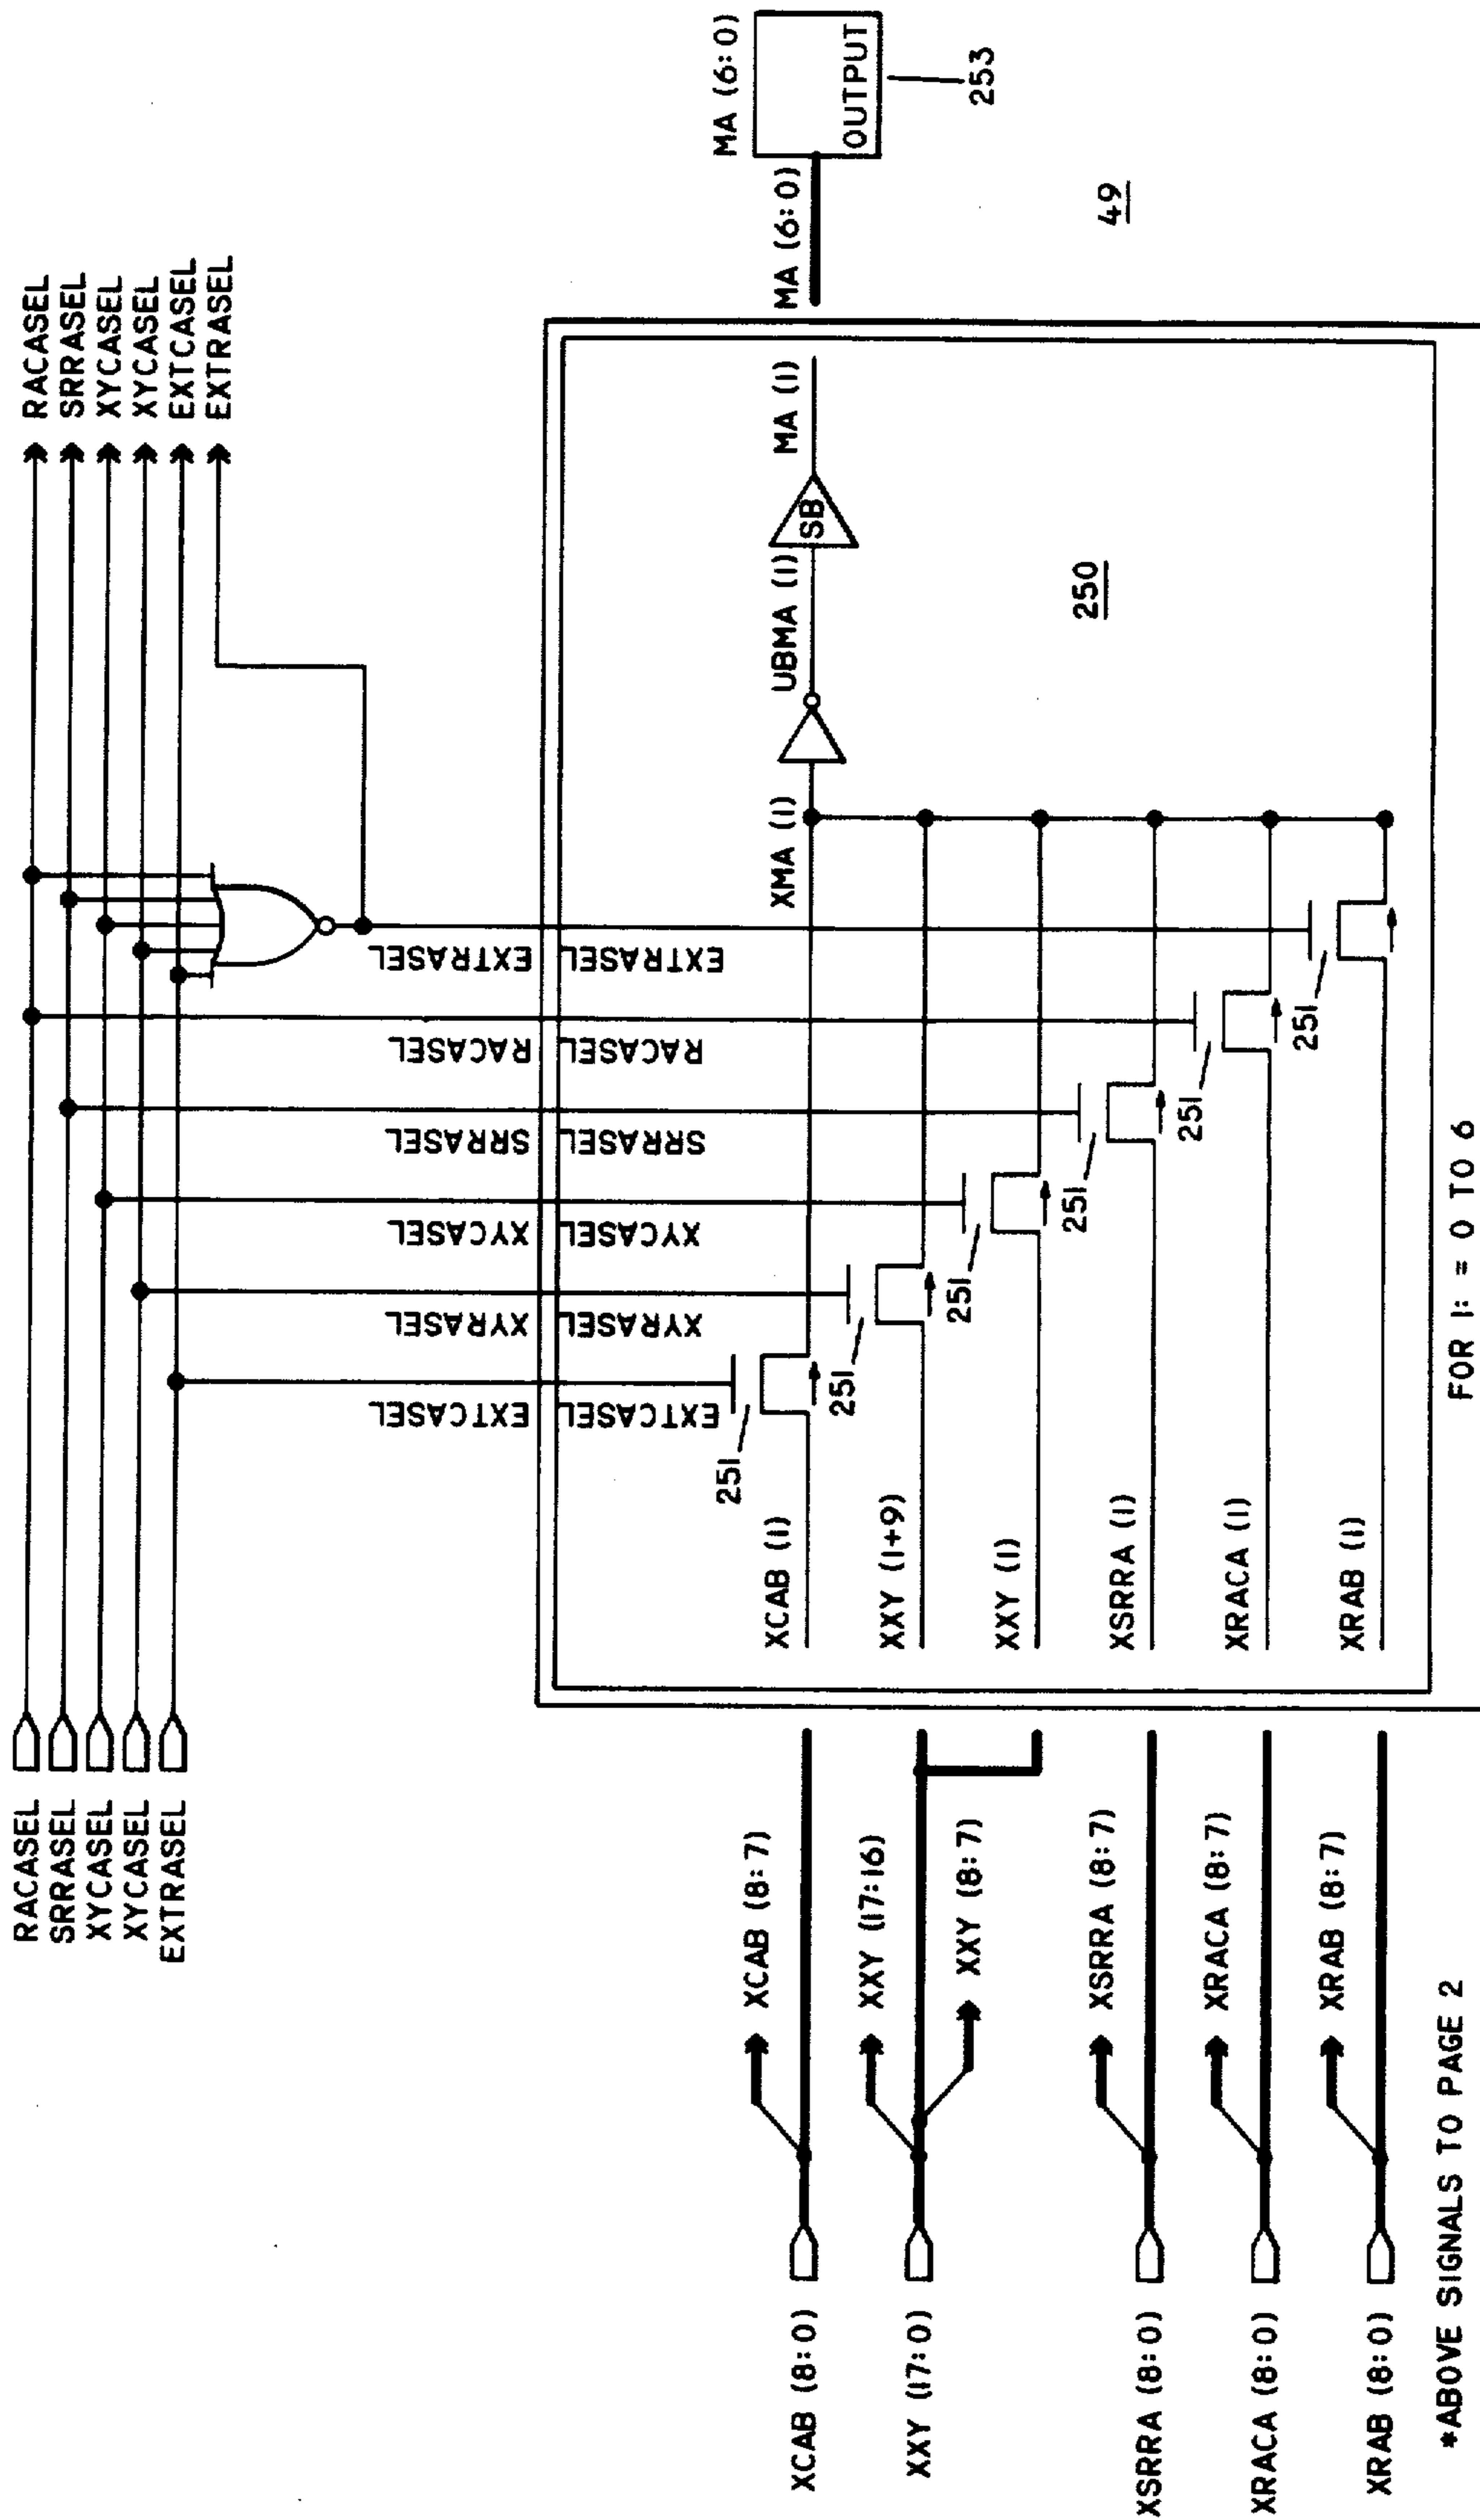 RACASEL
SRRASEL
XYCASEL
XYCASEL
EXTRASEL
RACASEL
SRRASEL
XYCASEL
XYCASEL
EXTCASEL
EXTRASEL
EXTCASEL
XYRASEL
XYCASEL
SRRASEL
RACASEL
EXTRASEL
EXTCASEL
XYRASEL
XYCASEL
SRRASEL
RACASEL
EXTRASEL
XCAB (8:0)
XCAB (8:7)
XCAB (I)
251
XMA (I)
UBMA (I)
SB
MA (I)
MA (6:0)
MA (6:0)
OUTPUT
253
XXY (17:0)
XXY (17:16)
XXY (8:7)
XXY (I+9)
251
XXY (I)
251
XSRRA (8:0)
XSRRA (8:7)
XSRRA (I)
251
250
49
XRACA (8:0)
XRACA (8:7)
XRACA (I)
251
XRAB (8:0)
XRAB (8:7)
XRAB (I)
251
*ABOVE SIGNALS TO PAGE 2
FOR I: = 0 TO 6